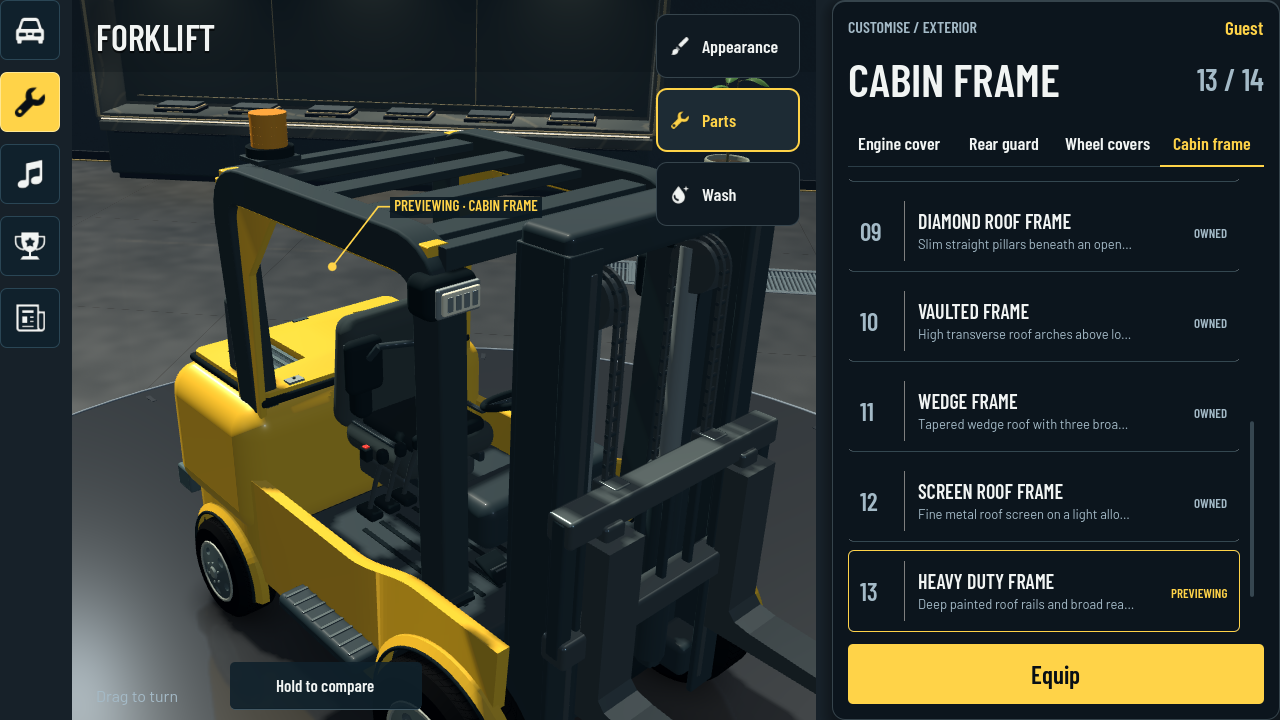 FORKLIFT
Appearance
Parts
Wash
PREVIEWING · CABIN FRAME
Drag to turn
Hold to compare
CUSTOMISE / EXTERIOR
Guest
CABIN FRAME
13 / 14
Engine cover
Rear guard
Wheel covers
Cabin frame
09
DIAMOND ROOF FRAME
Slim straight pillars beneath an open...
OWNED
10
VAULTED FRAME
High transverse roof arches above lo...
OWNED
11
WEDGE FRAME
Tapered wedge roof with three broa...
OWNED
12
SCREEN ROOF FRAME
Fine metal roof screen on a light allo...
OWNED
13
HEAVY DUTY FRAME
Deep painted roof rails and broad rea...
PREVIEWING
Equip